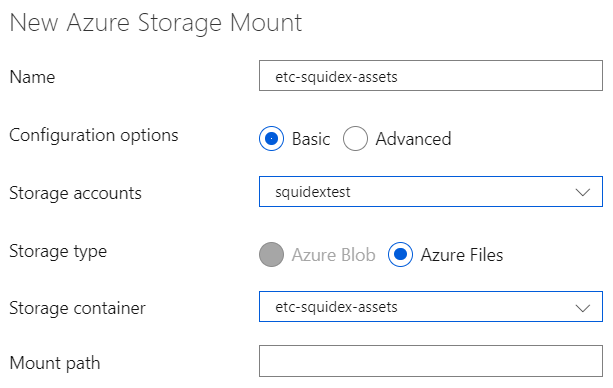 New Azure Storage Mount
Name etc-squidex-assets
Configuration options Basic Advanced
Storage accounts squidextest
Storage type Azure Blob Azure Files
Storage container etc-squidex-assets
Mount path